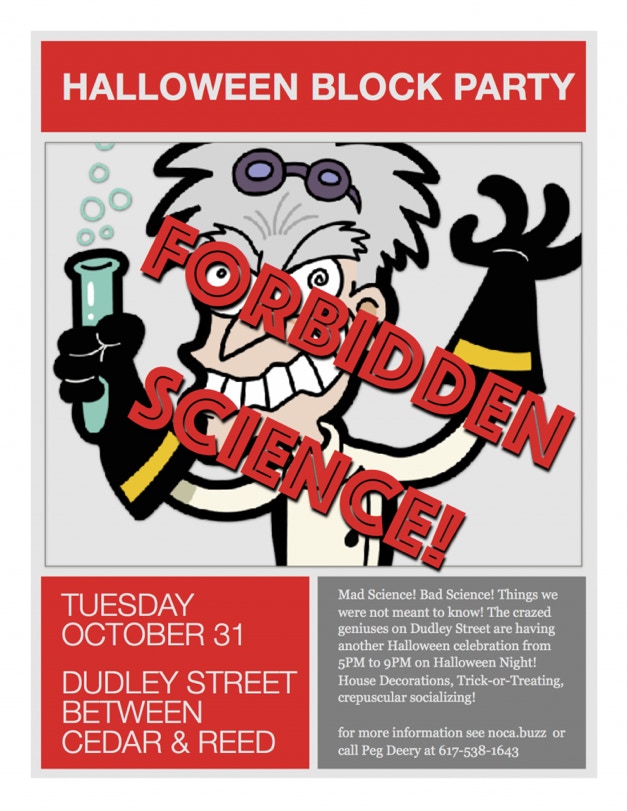 HALLOWEEN BLOCK PARTY
FORBIDDEN
SCIENCE!
TUESDAY
OCTOBER 31
DUDLEY STREET
BETWEEN
CEDAR & REED
Mad Science! Bad Science! Things we
were not meant to know! The crazed
geniuses on Dudley Street are having
another Halloween celebration from
5PM to 9PM on Halloween Night!
House Decorations, Trick-or-Treating,
crepuscular socializing!
for more information see noca.buzz or
call Peg Deery at 617-538-1643